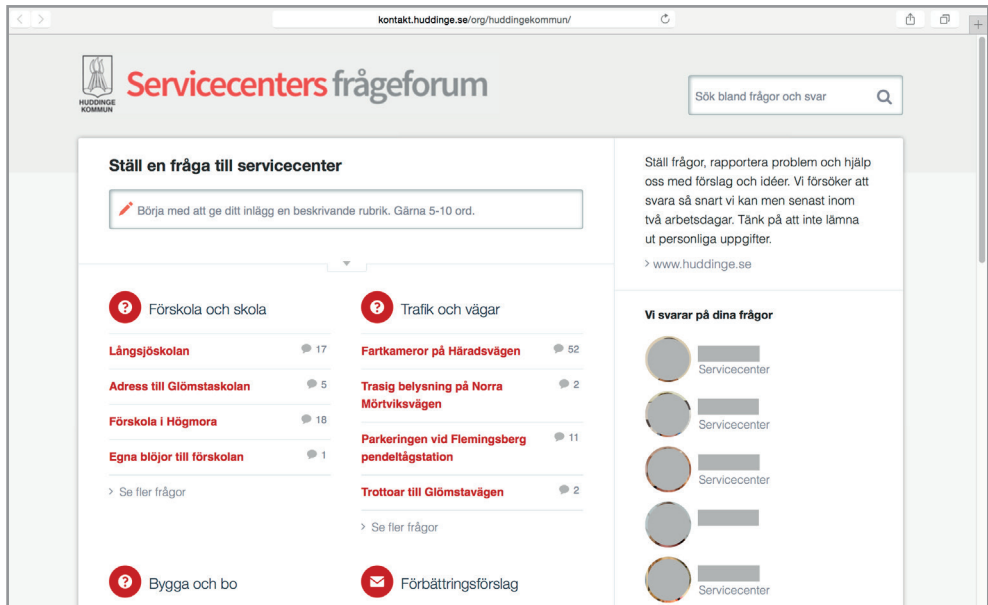 kontakt.huddinge.se/org/huddingekommun/
HUDDINGE
KOMMUN
Servicecenters frågeforum
Sök bland frågor och svar
Ställ en fråga till servicecenter
Börja med att ge ditt inlägg en beskrivande rubrik. Gärna 5-10 ord.
Förskola och skola
Långsjöskolan 17
Adress till Glömstaskolan 5
Förskola i Högmora 18
Egna blöjor till förskolan 1
> Se fler frågor
Trafik och vägar
Fartkameror på Häradsvägen 52
Trasig belysning på Norra 2
Mörtviksvägen
Parkeringen vid Flemingsberg 11
pendeltågstation
Trottoar till Glömstavägen 2
> Se fler frågor
Bygga och bo
Förbättringsförslag
Ställ frågor, rapportera problem och hjälp
oss med förslag och idéer. Vi försöker att
svara så snart vi kan men senast inom
två arbetsdagar. Tänk på att inte lämna
ut personliga uppgifter.
> www.huddinge.se
Vi svarar på dina frågor
Servicecenter
Servicecenter
Servicecenter
Servicecenter